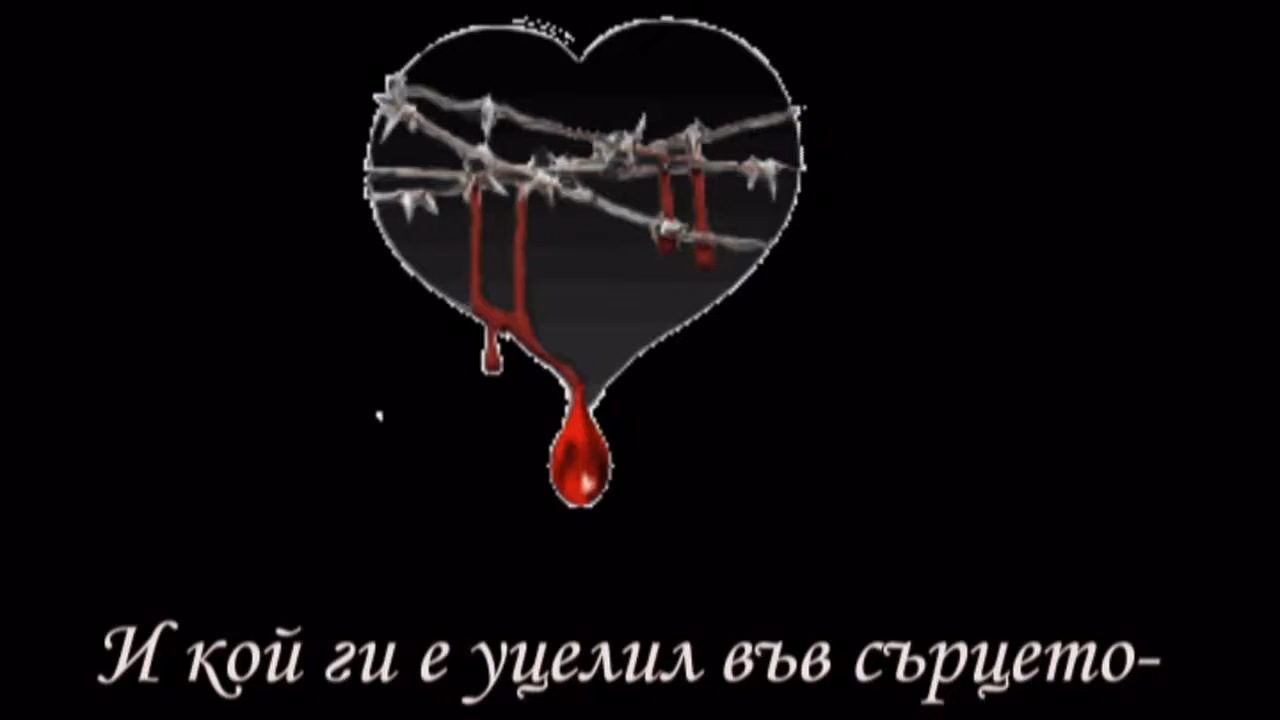 И кой ги е уцелил във сърцето-